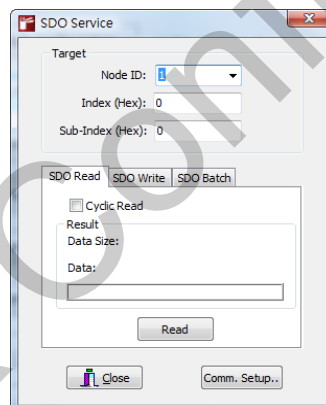 SDO Service
Target
Node ID: 1
Index (Hex): 0
Sub-Index (Hex): 0
SDO Read SDO Write SDO Batch
Cyclic Read
Result
Data Size:
Data:
Read
Close Comm. Setup..